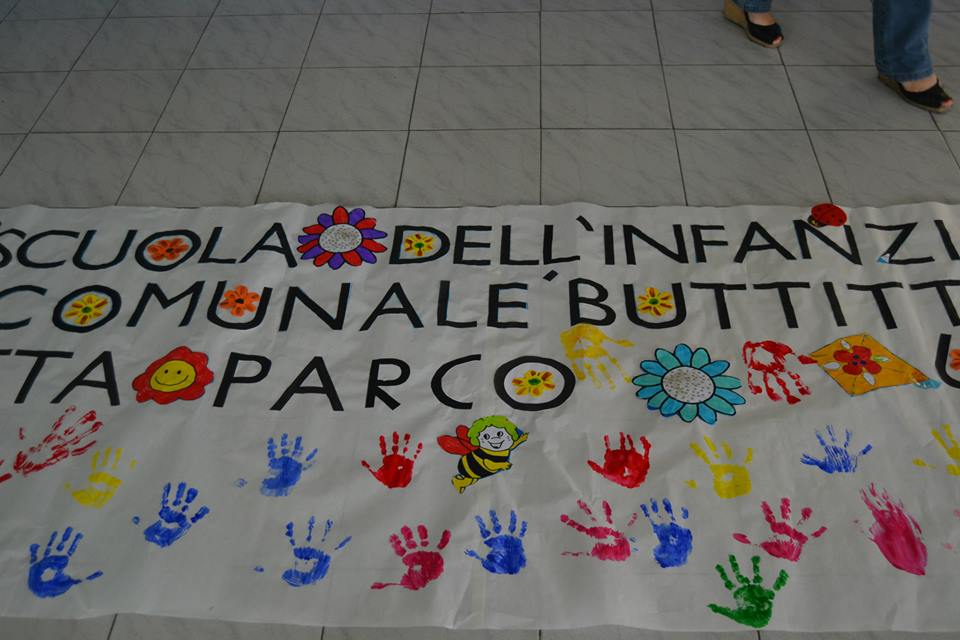 SCUOLA DELL'INFANZI
COMUNALE "BUTTITT
TTA PARCO U